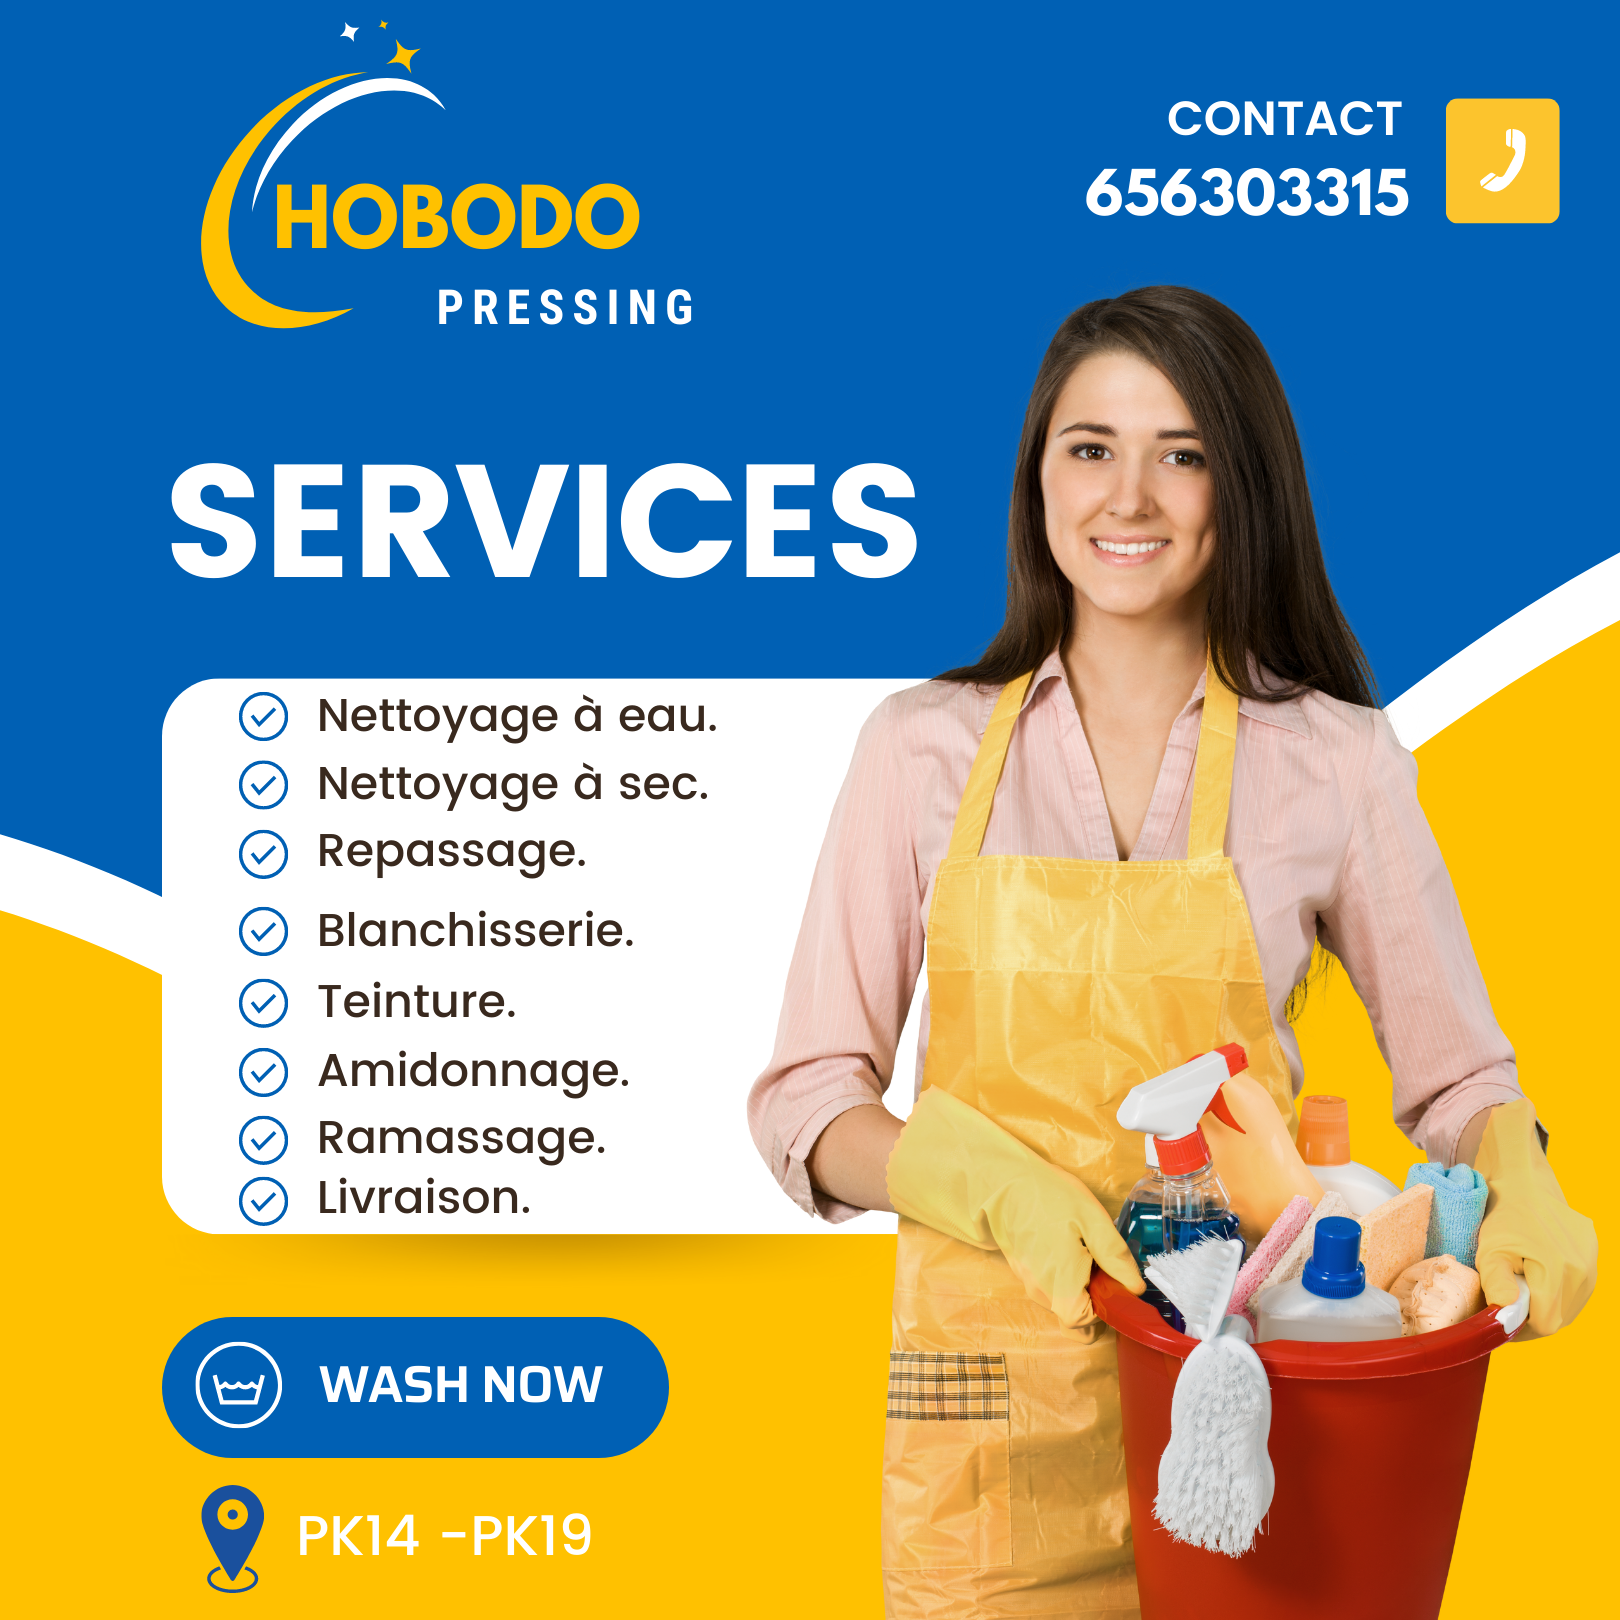 HOBODO
PRESSING
CONTACT
656303315
SERVICES
Nettoyage à eau.
Nettoyage à sec.
Repassage.
Blanchisserie.
Teinture.
Amidonnage.
Ramassage.
Livraison.
WASH NOW
PK14 -PK19